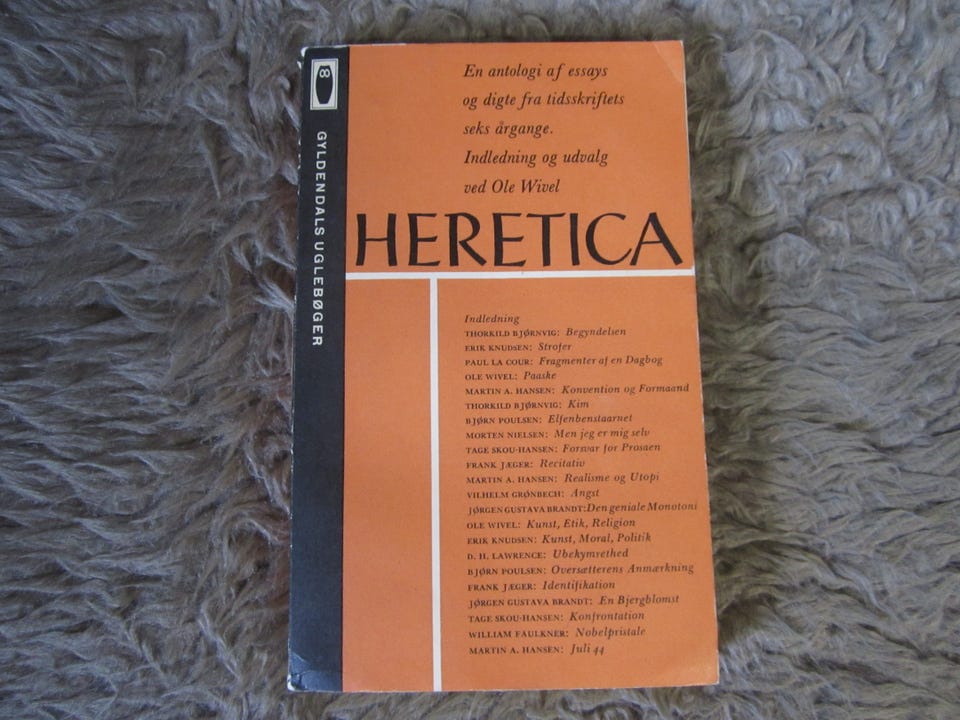 8
GYLDENDALS UGLEBØGER
En antologi af essays
og digte fra tidsskriftets
seks årgange.
Indledning og udvalg
ved Ole Wivel
HERETICA
Indledning
THORKILD BJØRNVIG: Begyndelsen
ERIK KNUDSEN: Strofer
PAUL LA COUR: Fragmenter af en Dagbog
OLE WIVEL: Paaske
MARTIN A. HANSEN: Konvention og Formaand
THORKILD BJØRNVIG: Kim
BJØRN POULSEN: Elfenbenstaarnet
MORTEN NIELSEN: Men jeg er mig selv
TAGE SKOU-HANSEN: Forsvar for Prosaen
FRANK JÆGER: Recitativ
MARTIN A. HANSEN: Realisme og Utopi
VILHELM GRØNBECH: Angst
JØRGEN GUSTAVA BRANDT: Den geniale Monotoni
OLE WIVEL: Kunst, Etik, Religion
ERIK KNUDSEN: Kunst, Moral, Politik
D. H. LAWRENCE: Ubekymrethed
BJØRN POULSEN: Oversætterens Anmærkning
FRANK JÆGER: Identifikation
JØRGEN GUSTAVA BRANDT: En Bjergblomst
TAGE SKOU-HANSEN: Konfrontation
WILLIAM FAULKNER: Nobelpristale
MARTIN A. HANSEN: Juli 44